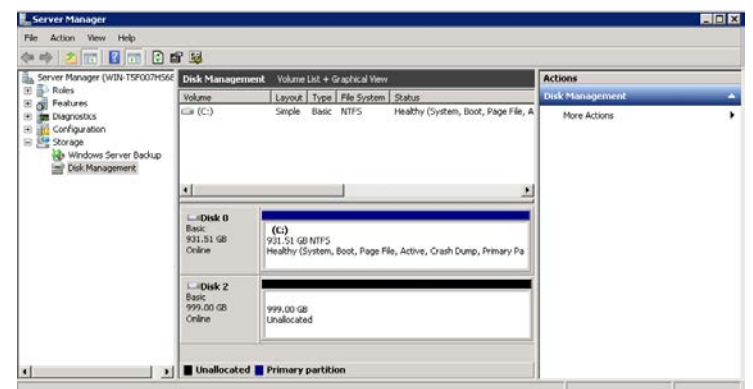 Server Manager
File Action View Help
Server Manager (WIN-T5F007H566
Roles
Features
Diagnostics
Configuration
Storage
Windows Server Backup
Disk Management
Disk Management Volume List + Graphical View
Volume Layout Type File System Status
(C:) Simple Basic NTFS Healthy (System, Boot, Page File, A
Disk 0
Basic
931.51 GB
Online
(C:)
931.51 GB NTFS
Healthy (System, Boot, Page File, Active, Crash Dump, Primary Pa
Disk 2
Basic
999.00 GB
Online
999.00 GB
Unallocated
Unallocated Primary partition
Actions
Disk Management
More Actions